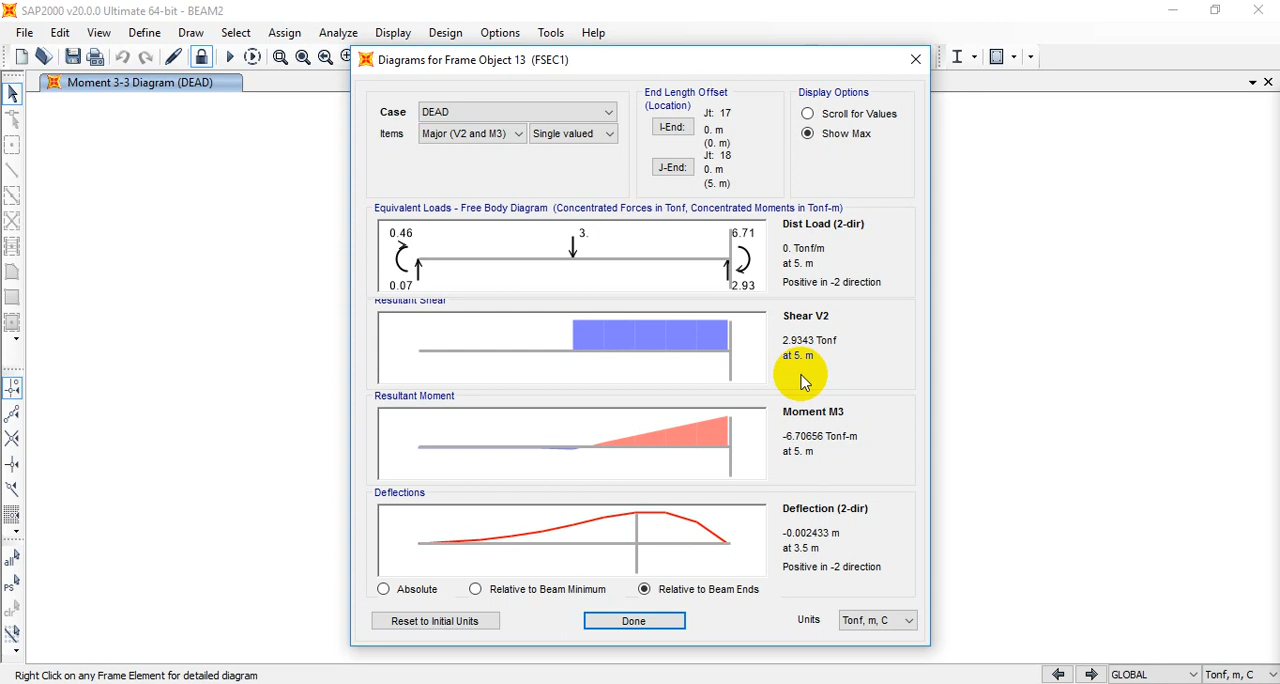 SAP2000 v20.0.0 Ultimate 64-bit - BEAM2
File Edit View Define Draw Select Assign Analyze Display Design Options Tools Help
Moment 3-3 Diagram (DEAD)
Diagrams for Frame Object 13 (FSEC1)
Case DEAD
Items Major (V2 and M3) Single valued
End Length Offset
(Location)
I-End:
Jt: 17
0. m
(0. m)
J-End:
Jt: 18
0. m
(5. m)
Display Options
Scroll for Values
Show Max
Equivalent Loads - Free Body Diagram (Concentrated Forces in Tonf, Concentrated Moments in Tonf-m)
0.46 3. 6.71
0.07 2.93
Dist Load (2-dir)
0. Tonf/m
at 5. m
Positive in -2 direction
Resultant Shear
Shear V2
2.9343 Tonf
at 5. m
Resultant Moment
Moment M3
-6.70656 Tonf-m
at 5. m
Deflections
Deflection (2-dir)
-0.002433 m
at 3.5 m
Positive in -2 direction
Absolute Relative to Beam Minimum Relative to Beam Ends
Reset to Initial Units Done Units Tonf, m, C
all
PS
clr
Right Click on any Frame Element for detailed diagram GLOBAL Tonf, m, C